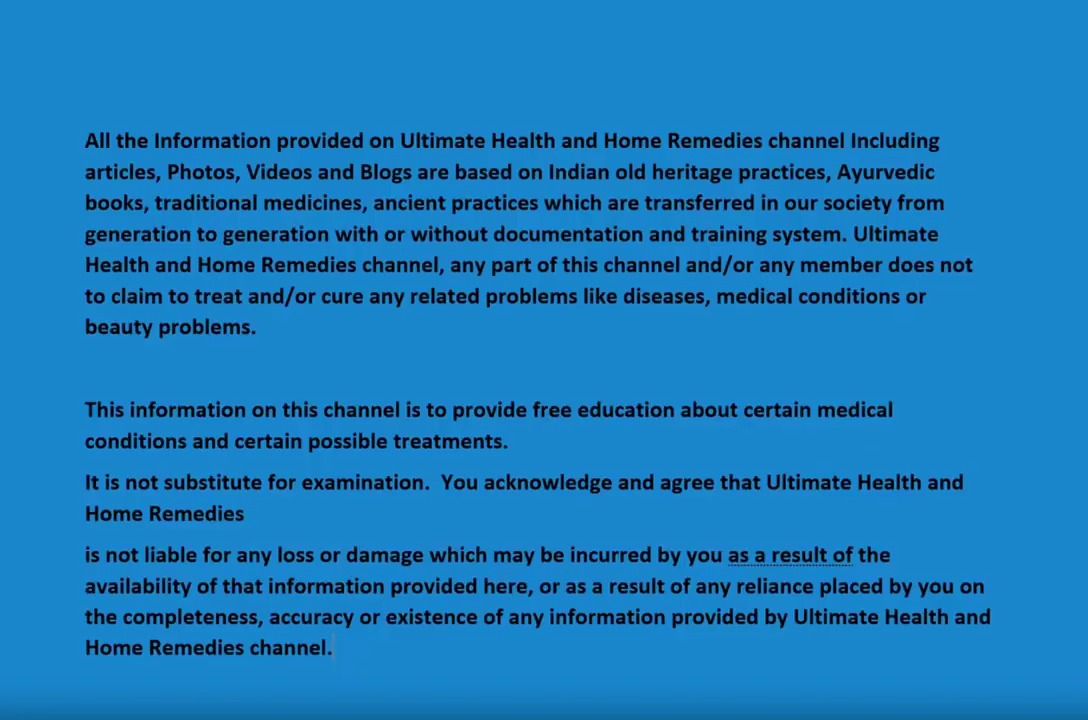 All the Information provided on Ultimate Health and Home Remedies channel Including
articles, Photos, Videos and Blogs are based on Indian old heritage practices, Ayurvedic
books, traditional medicines, ancient practices which are transferred in our society from
generation to generation with or without documentation and training system. Ultimate
Health and Home Remedies channel, any part of this channel and/or any member does not
to claim to treat and/or cure any related problems like diseases, medical conditions or
beauty problems.
This information on this channel is to provide free education about certain medical
conditions and certain possible treatments.
It is not substitute for examination.  You acknowledge and agree that Ultimate Health and
Home Remedies
is not liable for any loss or damage which may be incurred by you as a result of the
availability of that information provided here, or as a result of any reliance placed by you on
the completeness, accuracy or existence of any information provided by Ultimate Health and
Home Remedies channel.